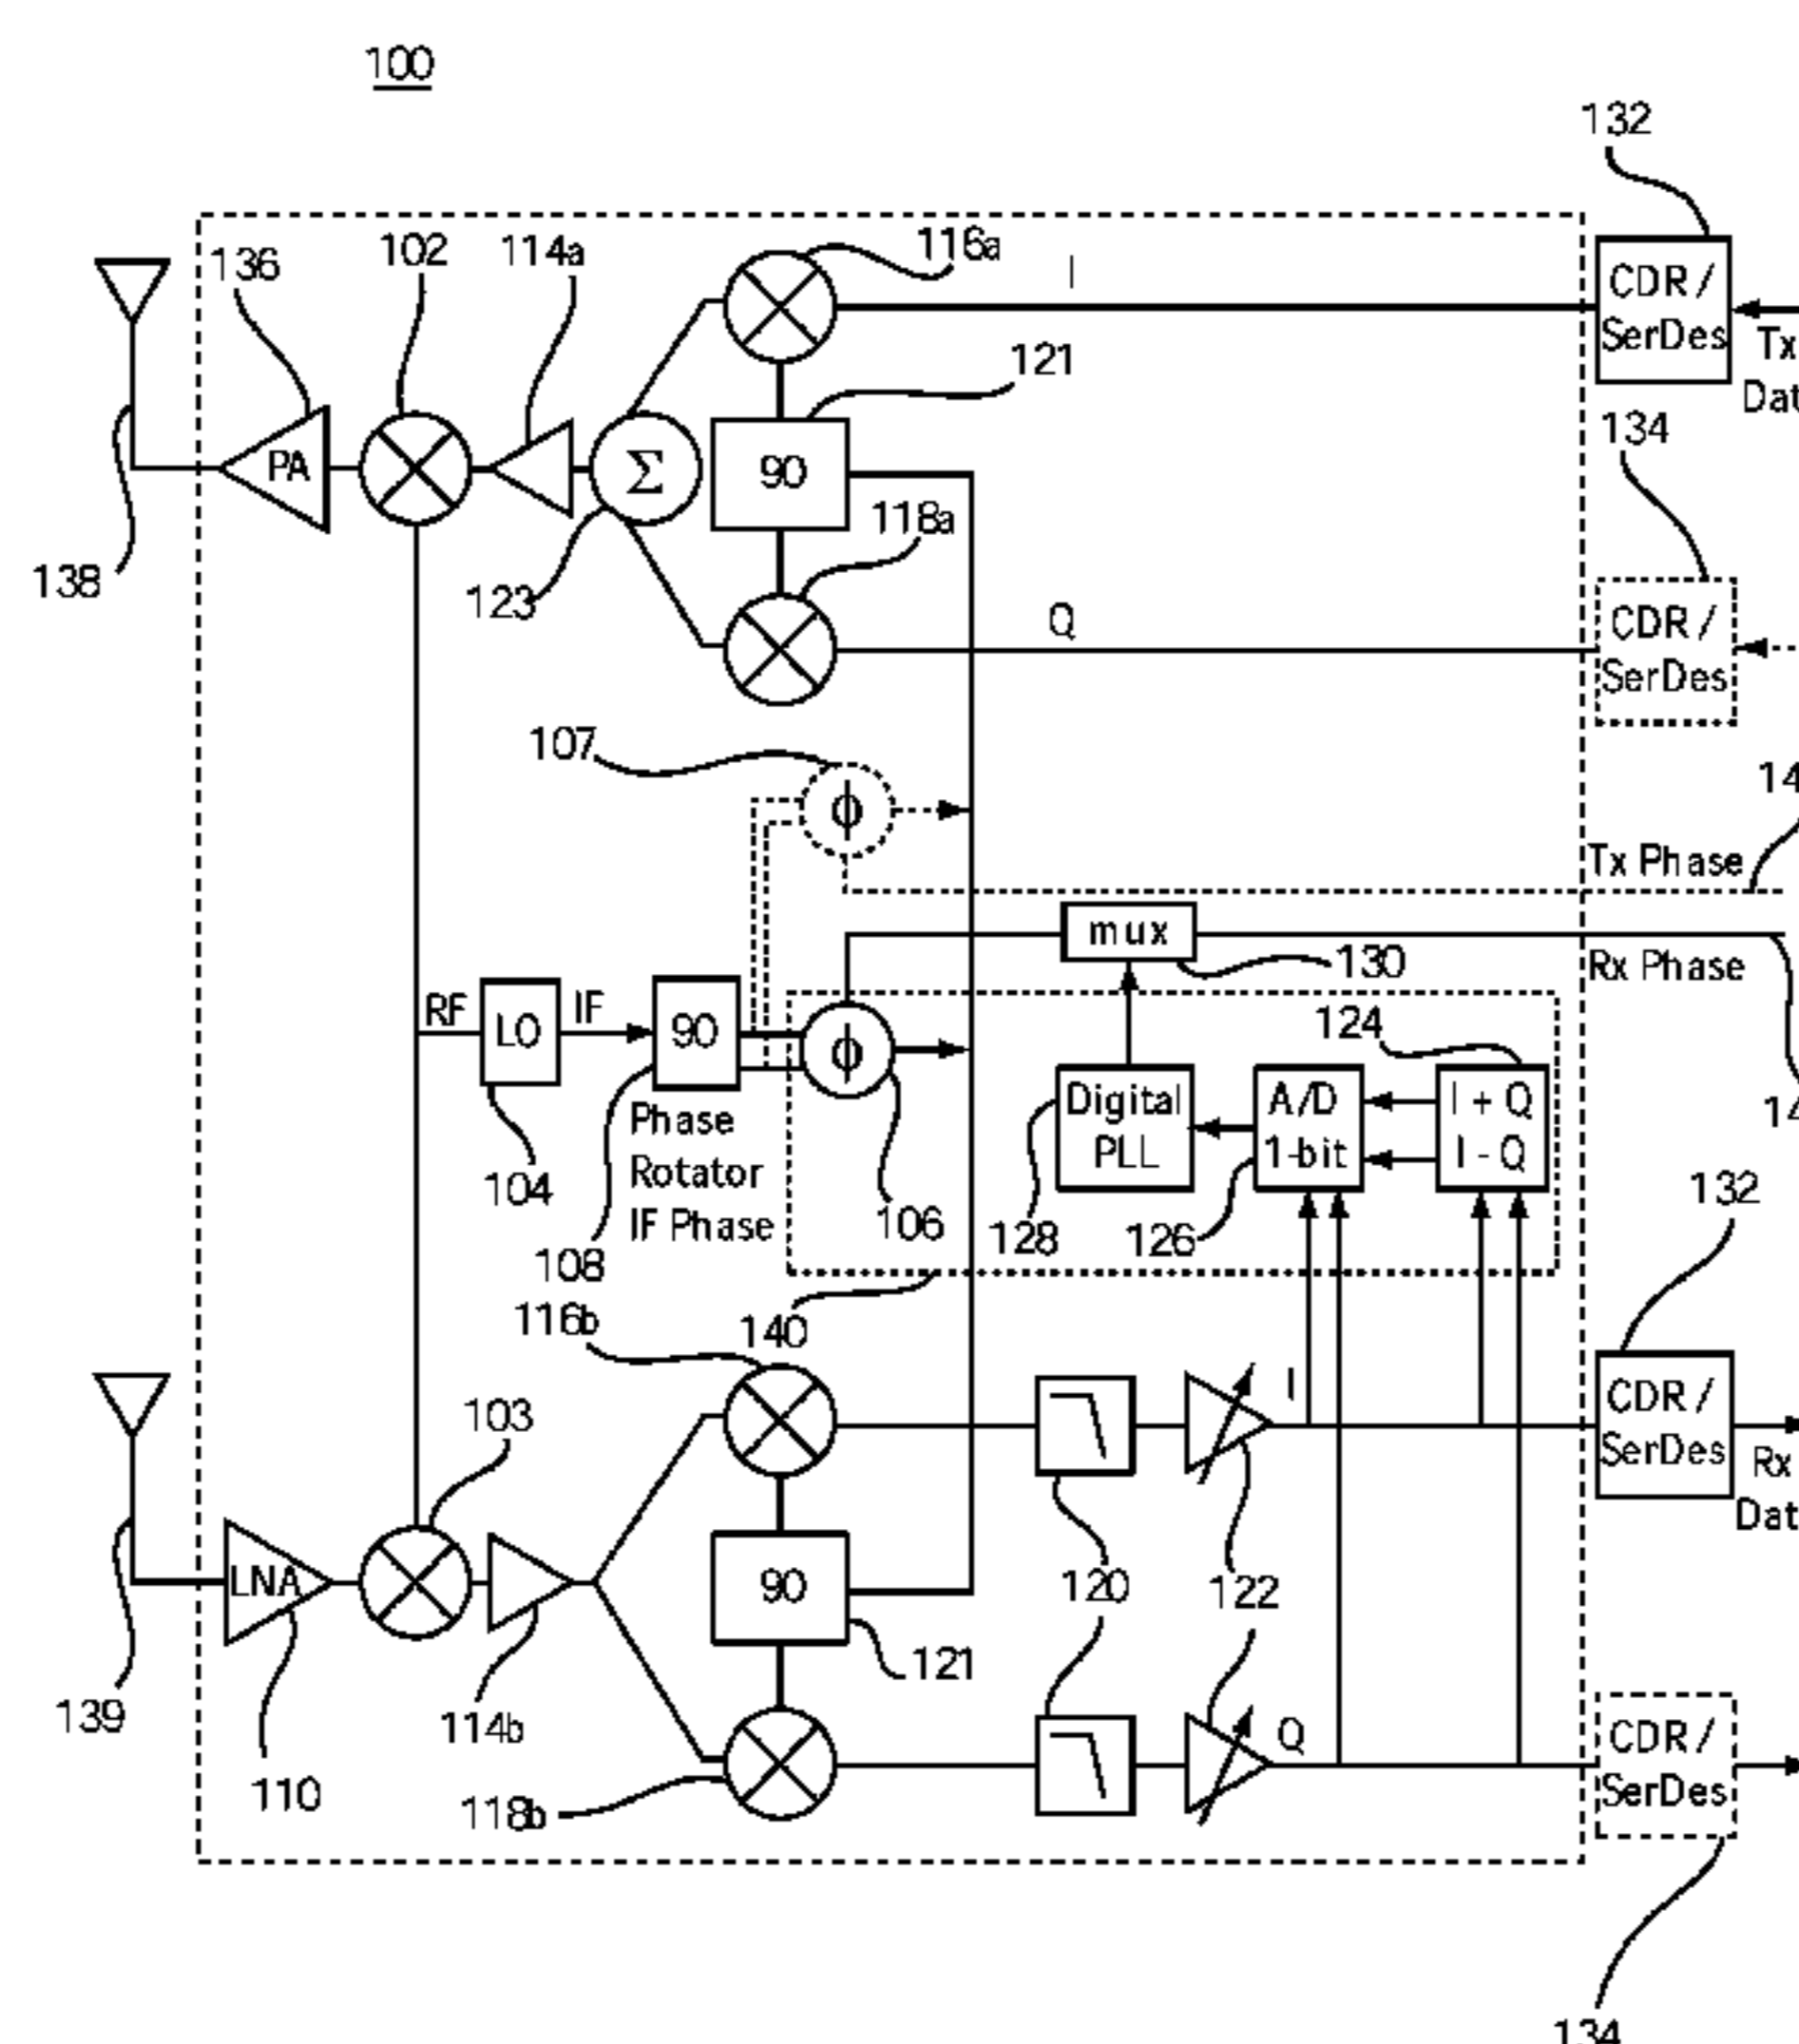 100
132
136
102
114a
116a
I
CDR /
SerDes
Tx
121
134
PA
Σ
90
118a
138
123
Q
CDR /
SerDes
107
ϕ
Tx Phase
mux
130
Rx Phase
RF
LO
IF
90
ϕ
124
Digital
PLL
A/D
1-bit
I + Q
I - Q
Phase
Rotator
IF Phase
104
108
106
128
126
132
116b
140
103
I
CDR /
SerDes
Rx
LNA
90
120
122
121
139
114b
110
118b
Q
CDR /
SerDes
134